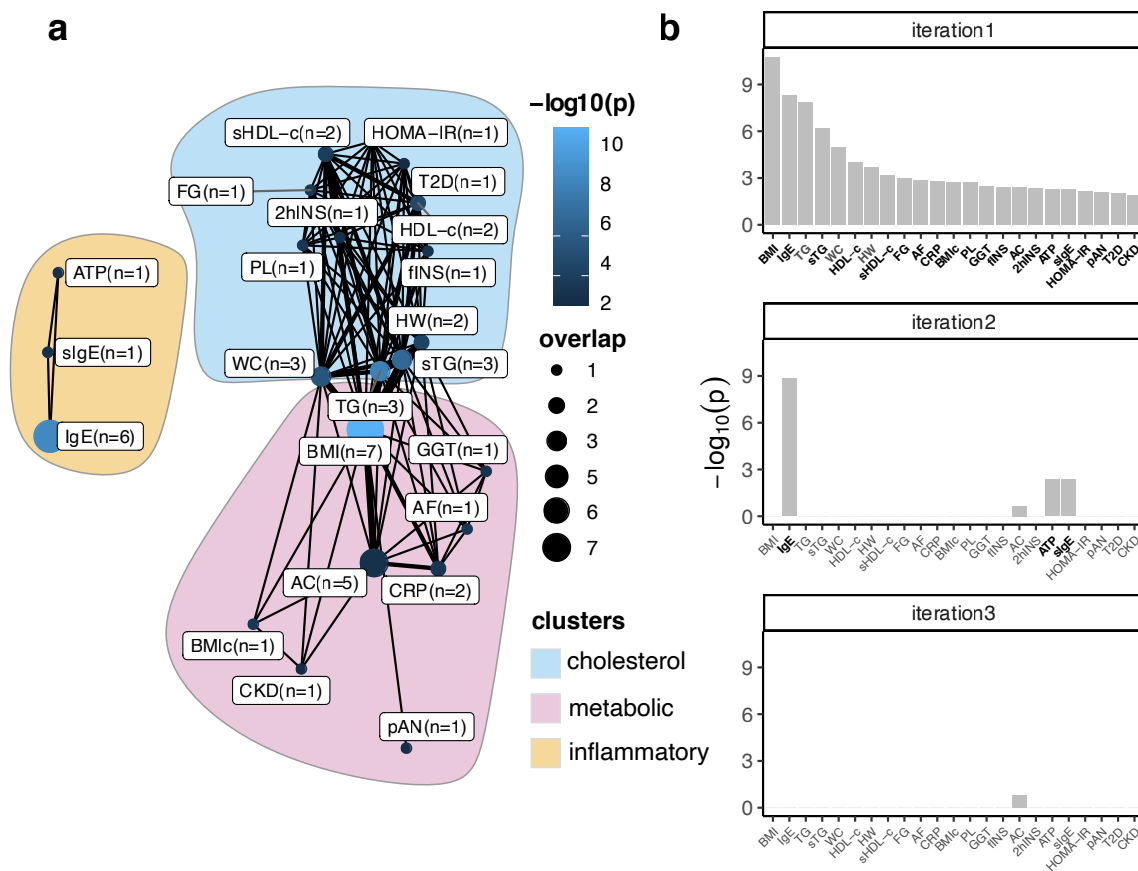 a
sHDL−c(n=2)
HOMA−IR(n=1)
FG(n=1)
T2D(n=1)
2hINS(n=1)
HDL−c(n=2)
PL(n=1)
fINS(n=1)
HW(n=2)
WC(n=3)
sTG(n=3)
TG(n=3)
BMI(n=7)
GGT(n=1)
AF(n=1)
AC(n=5)
CRP(n=2)
BMIc(n=1)
CKD(n=1)
pAN(n=1)
ATP(n=1)
sIgE(n=1)
IgE(n=6)
−log10(p)
10
8
6
4
2
overlap
1
2
3
5
6
7
clusters
cholesterol
metabolic
inflammatory
b
−log10(p)
iteration1
9
6
3
0
BMI
IgE
TG
sTG
WC
HDL−c
HW
sHDL−c
FG
AF
CRP
BMIc
PL
GGT
fINS
AC
2hINS
ATP
sIgE
HOMA−IR
pAN
T2D
CKD
iteration2
9
6
3
0
BMI
IgE
TG
sTG
WC
HDL−c
HW
sHDL−c
FG
AF
CRP
BMIc
PL
GGT
fINS
AC
2hINS
ATP
sIgE
HOMA−IR
pAN
T2D
CKD
iteration3
9
6
3
0
BMI
IgE
TG
sTG
WC
HDL−c
HW
sHDL−c
FG
AF
CRP
BMIc
PL
GGT
fINS
AC
2hINS
ATP
sIgE
HOMA−IR
pAN
T2D
CKD